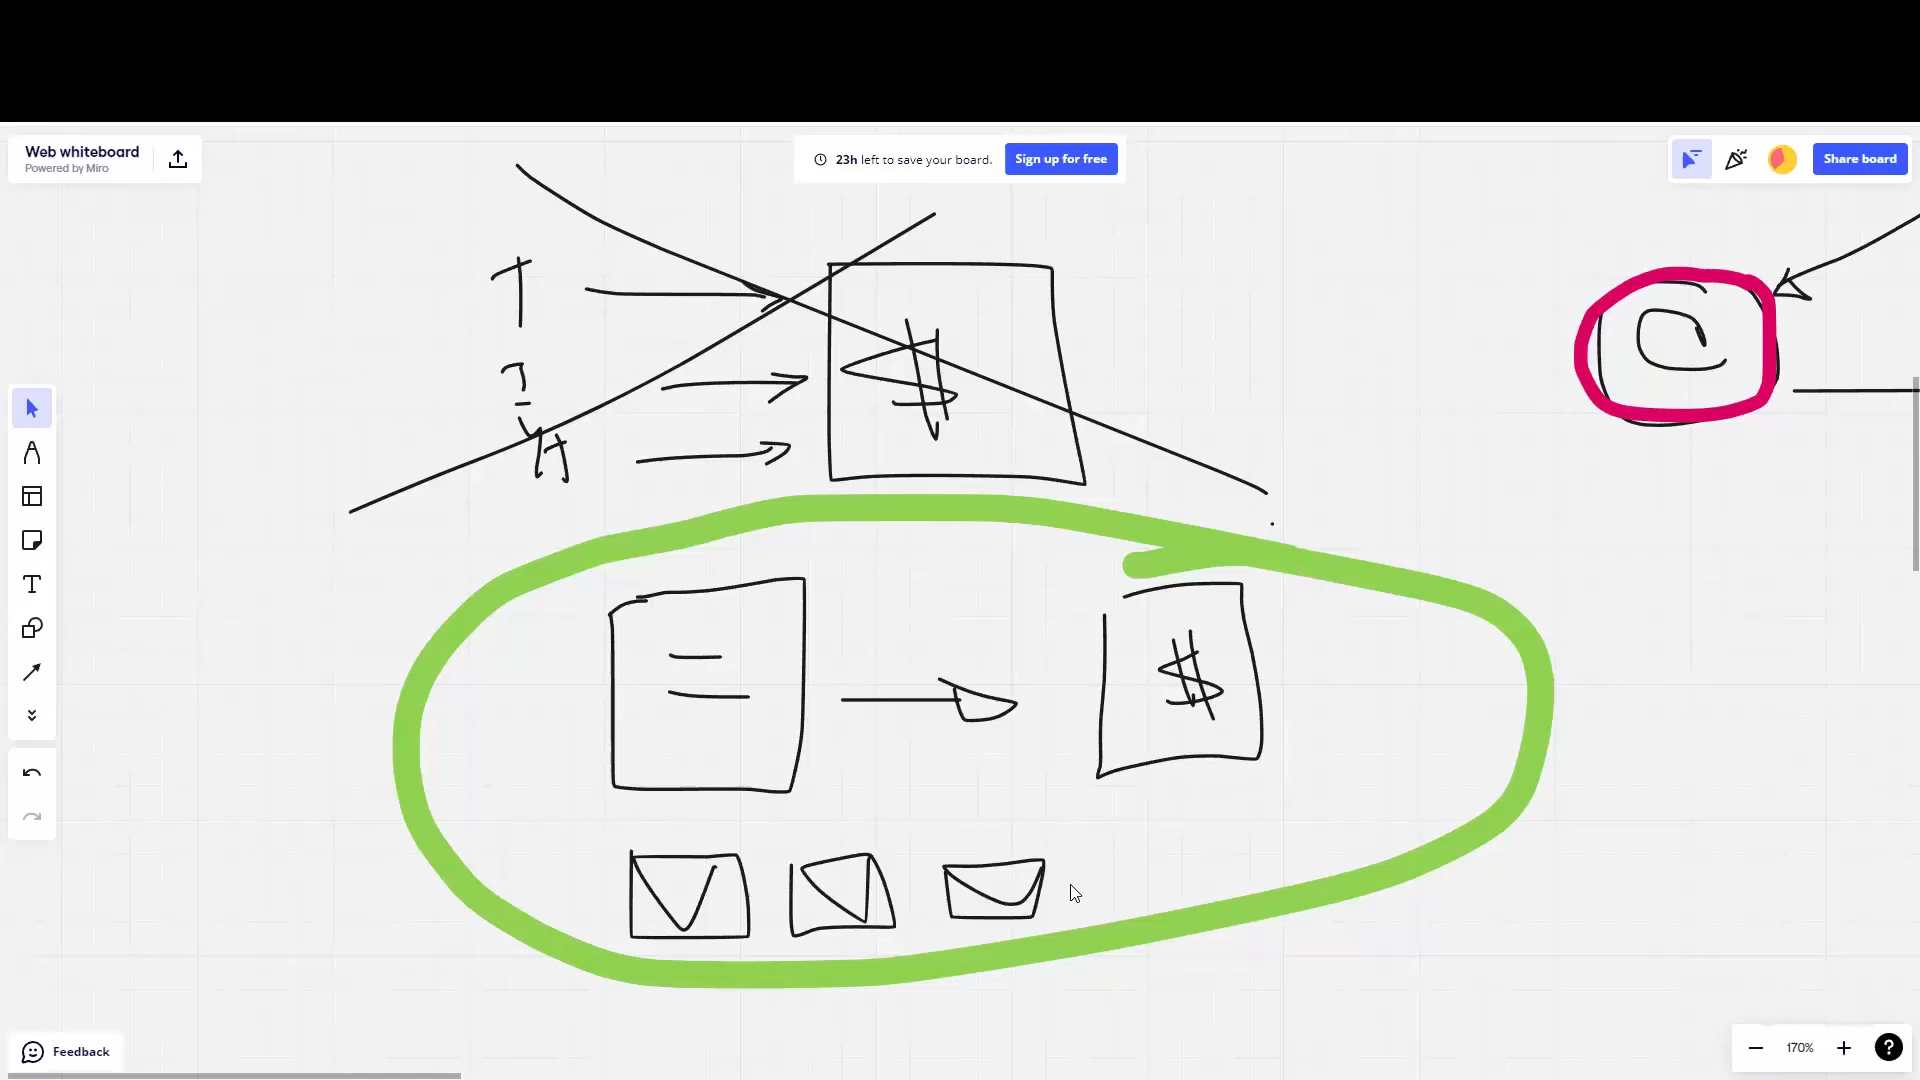 Web whiteboard
Powered by Miro
23h left to save your board.
Sign up for free
Share board
$
$
Feedback
170%
?